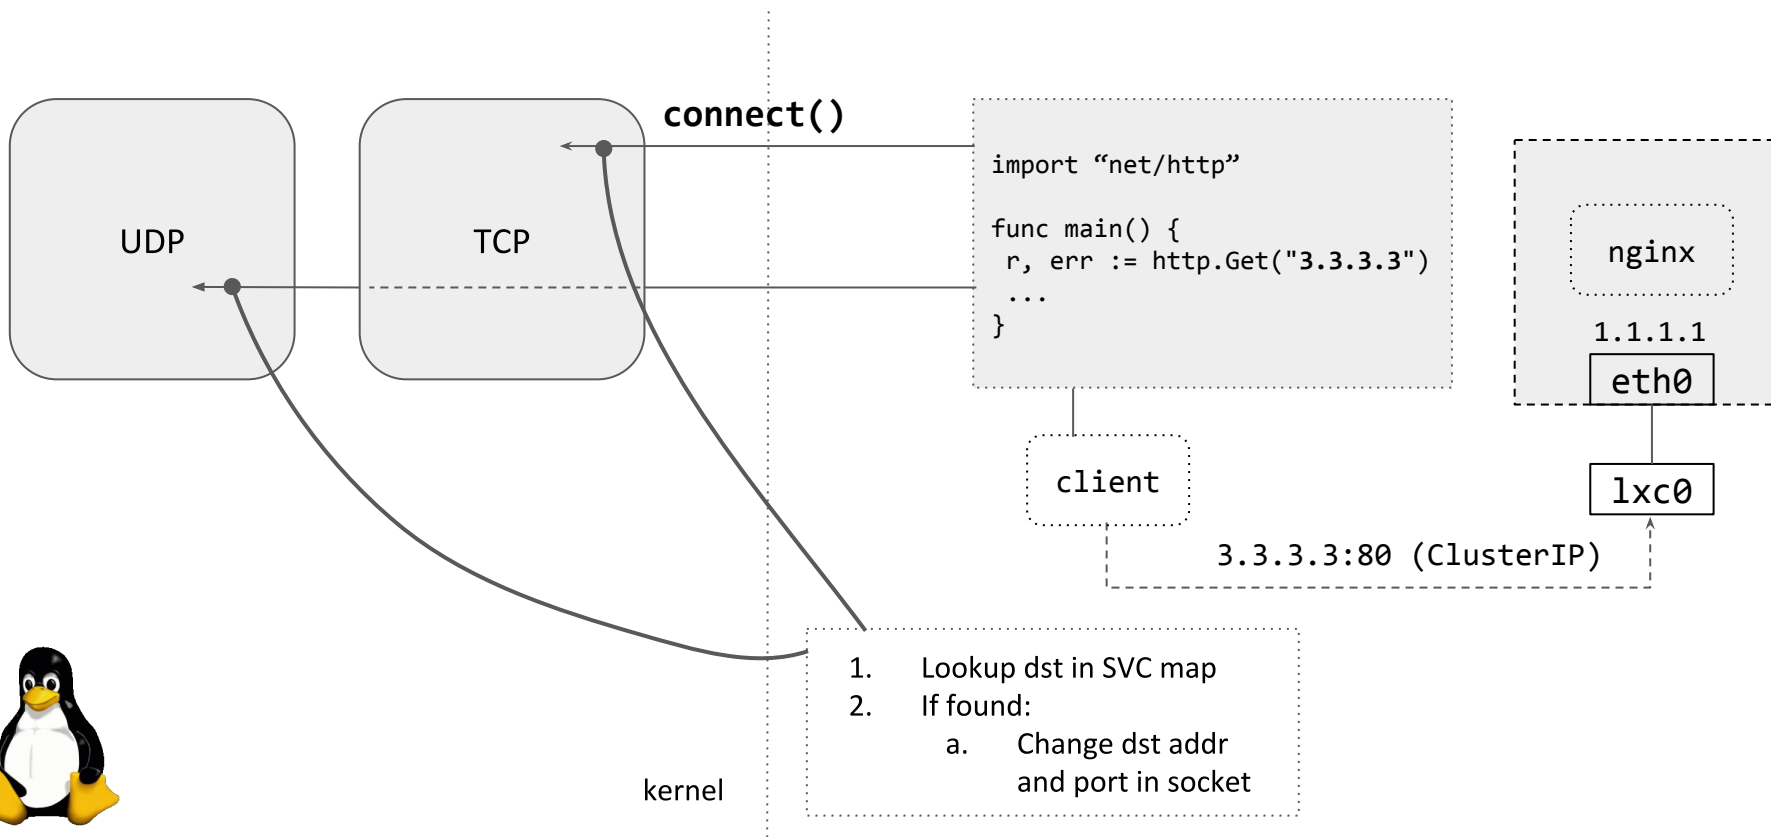 connect()
UDP
TCP
import “net/http”
func main() {
r, err := http.Get("3.3.3.3")
...
}
nginx
1.1.1.1
eth0
lxc0
client
3.3.3.3:80 (ClusterIP)
1. Lookup dst in SVC map
2. If found:
a. Change dst addr
and port in socket
kernel